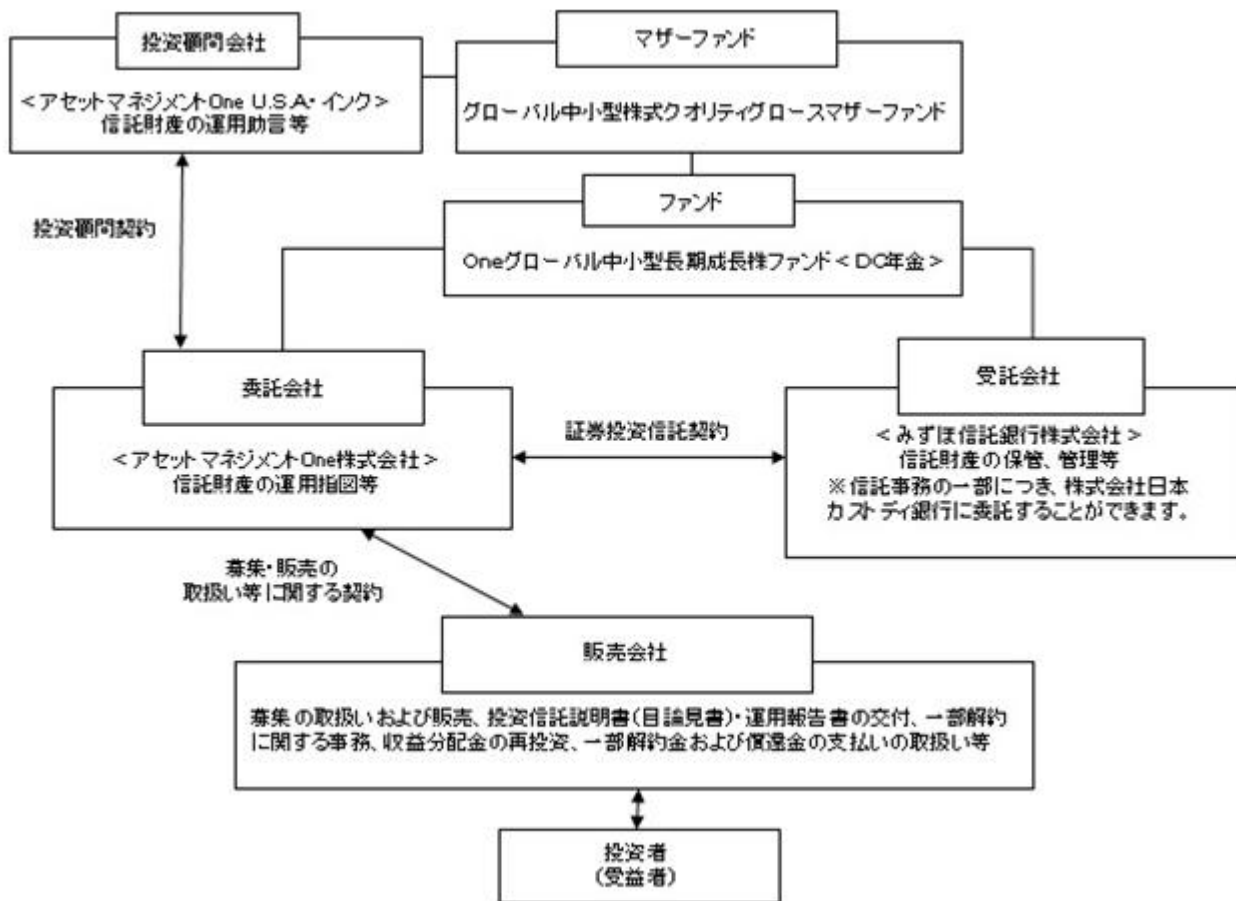 投資顧問会社
<アセットマネジメントOne U.S.A・インク>
信託財産の運用助言等
マザーファンド
グローバル中小型株式クオリティグロースマザーファンド
ファンド
Oneグローバル中小型長期成長株ファンド<DC年金>
投資顧問契約
委託会社
<アセットマネジメントOne株式会社>
信託財産の運用指図等
証券投資信託契約
受託会社
<みずほ信託銀行株式会社>
信託財産の保管、管理等
※信託事務の一部につき、株式会社日本
カストディ銀行に委託することができます。
募集・販売の
取扱い等に関する契約
販売会社
募集の取扱いおよび販売、投資信託説明書(目論見書)・運用報告書の交付、一部解約
に関する事務、収益分配金の再投資、一部解約金および償還金の支払いの取扱い等
投資者
(受益者)